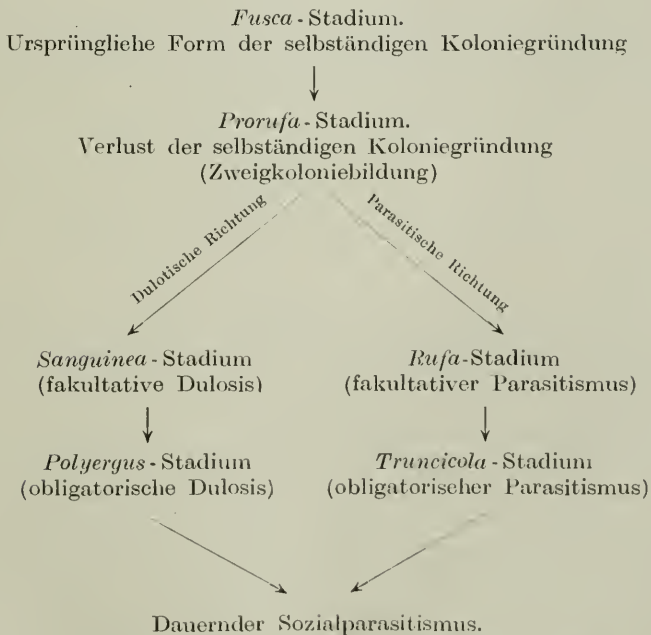 Fusca - Stadium.
Ursprüngliche Form der selbständigen Koloniegründung
Prorufa - Stadium.
Verlust der selbständigen Koloniegründung
(Zweigkoloniebildung)
Dulotische Richtung
Parasitische Richtung
Sanguinea - Stadium
(fakultative Dulosis)
Rufa-Stadium
(fakultativer Parasitismus)
Polyergus - Stadium
(obligatorische Dulosis)
Truncicola - Stadium
(obligatorischer Parasitismus)
Dauernder Sozialparasitismus.